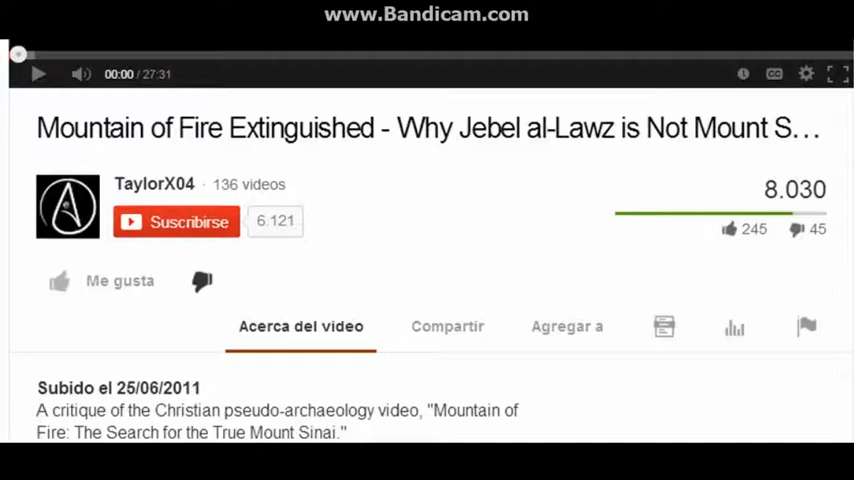 www.Bandicam.com
00:00 / 27:31
CC
Mountain of Fire Extinguished - Why Jebel al-Lawz is Not Mount S...
TaylorX04 · 136 videos
8.030
Suscribirse 6.121
245 45
Me gusta
Acerca del video Compartir Agregar a
Subido el 25/06/2011
A critique of the Christian pseudo-archaeology video, "Mountain of
Fire: The Search for the True Mount Sinai."